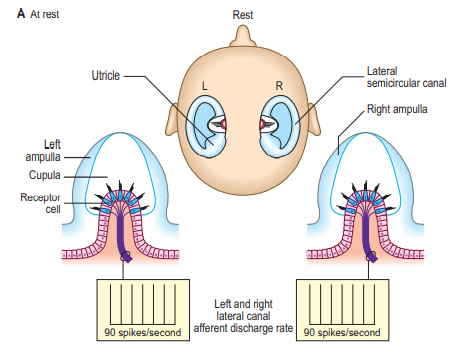 A At rest
Rest
Utricle
L
R
Lateral
semicircular canal
Right ampulla
Left
ampulla
Cupula
Receptor
cell
90 spikes/second
Left and right
lateral canal
afferent discharge rate
90 spikes/second